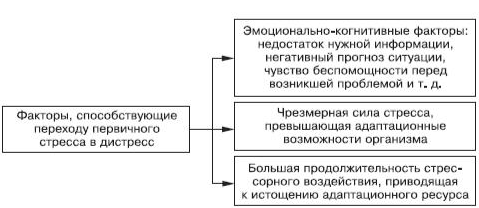 Эмоционально-когнитивные факторы:
недостаток нужной информации,
негативный прогноз ситуации,
чувство беспомощности перед
возникшей проблемой и т. д.
Факторы, способствующие
переходу первичного
стресса в дистресс
Чрезмерная сила стресса,
превышающая адаптационные
возможности организма
Большая продолжительность стрес-
сорного воздействия, приводящая
к истощению адаптационного ресурса